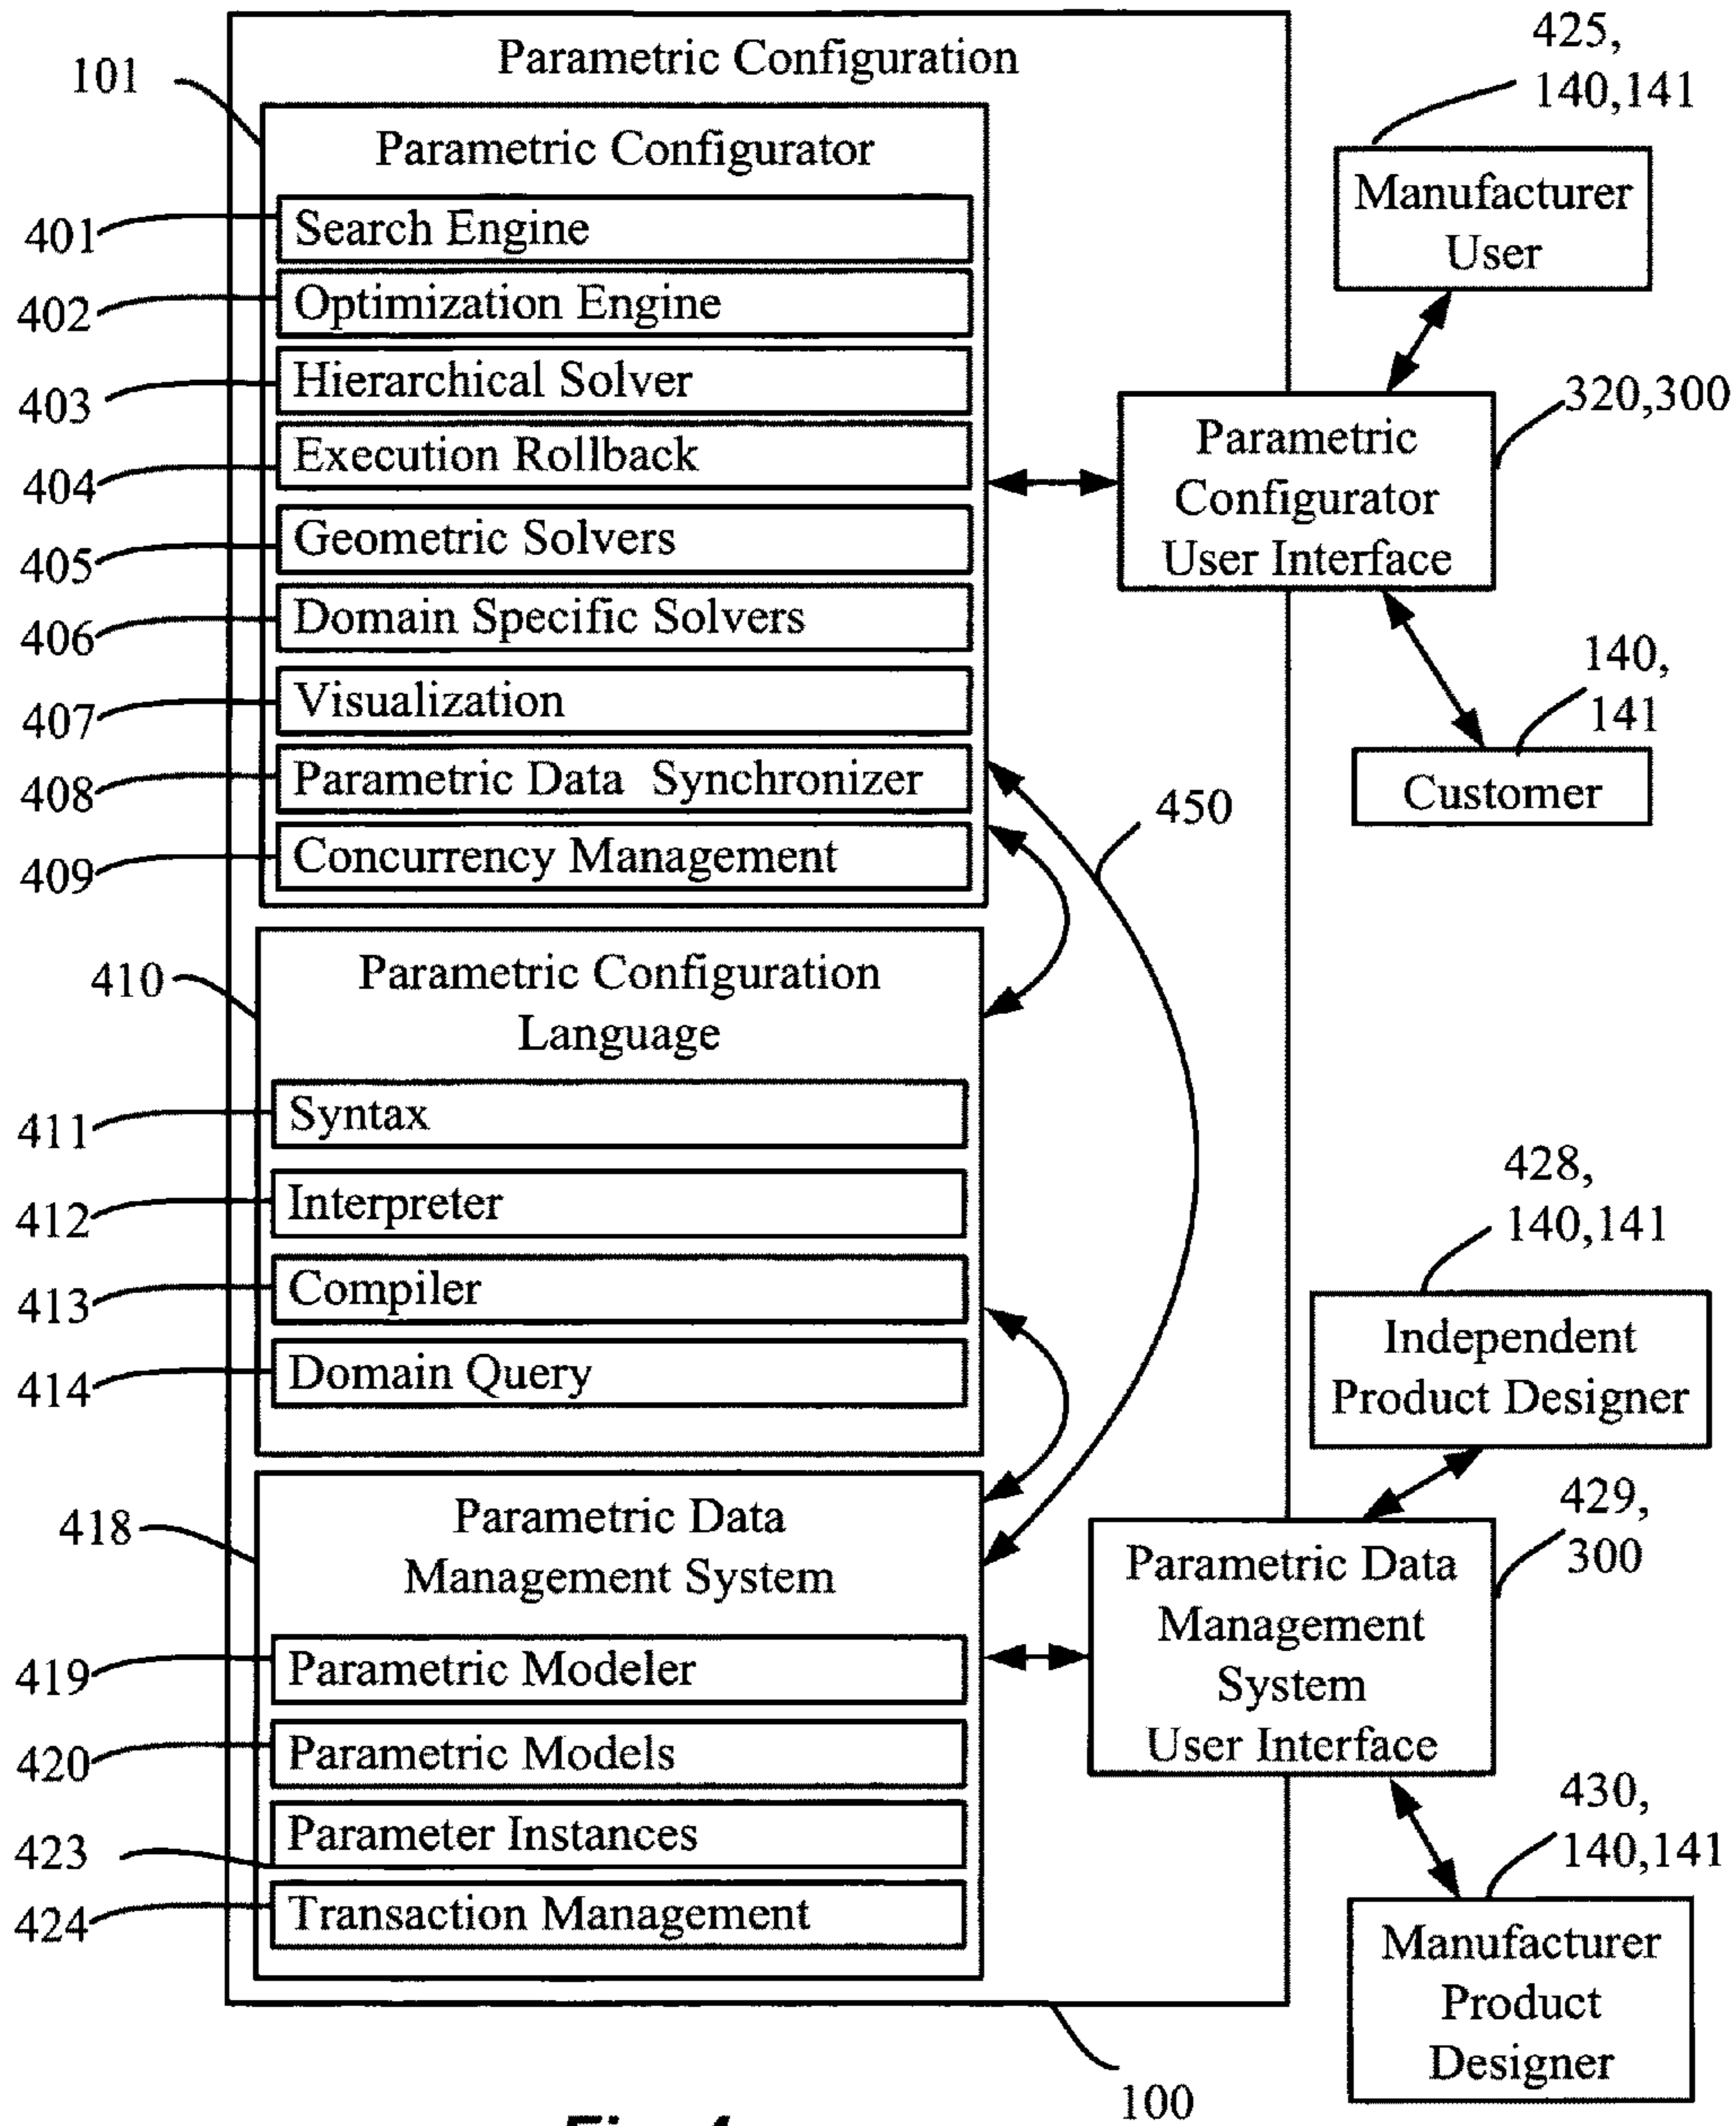 Parametric Configuration
101
Parametric Configurator
401
Search Engine
402
Optimization Engine
403
Hierarchical Solver
404
Execution Rollback
405
Geometric Solvers
406
Domain Specific Solvers
407
Visualization
408
Parametric Data Synchronizer
409
Concurrency Management
410
Parametric Configuration
Language
411
Syntax
412
Interpreter
413
Compiler
414
Domain Query
418
Parametric Data
Management System
419
Parametric Modeler
420
Parametric Models
423
Parameter Instances
424
Transaction Management
450
100
425,
140,141
Manufacturer
User
320,300
Parametric
Configurator
User Interface
140,
141
Customer
428,
140,141
Independent
Product Designer
429,
300
Parametric Data
Management
System
User Interface
430,
140,141
Manufacturer
Product
Designer